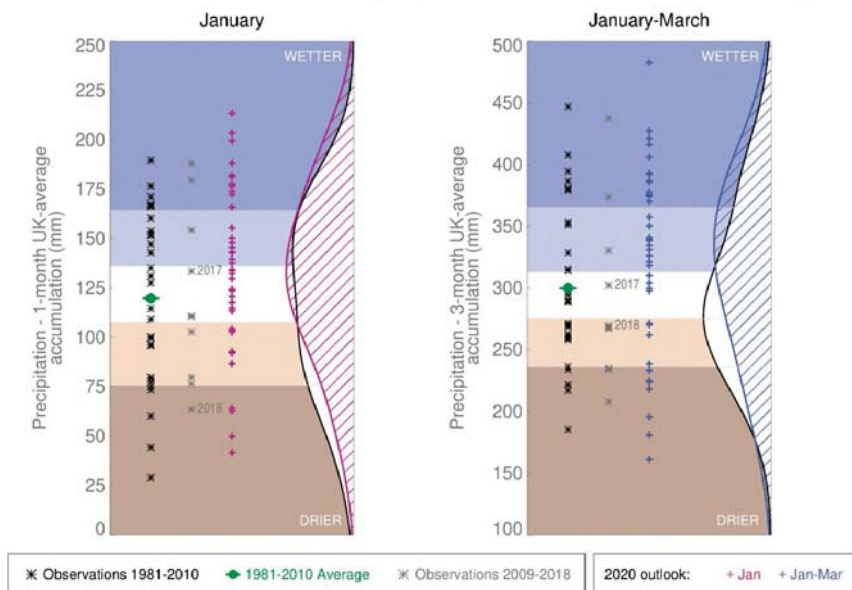 January
January-March
Precipitation - 1-month UK-average
accumulation (mm)
250
225
200
175
150
125
100
75
50
25
0
WETTER
2017
2018
DRIER
Precipitation - 3-month UK-average
accumulation (mm)
500
450
400
350
300
250
200
150
100
WETTER
2017
2018
DRIER
Observations 1981-2010
1981-2010 Average
Observations 2009-2018
2020 outlook:
+ Jan
+ Jan-Mar